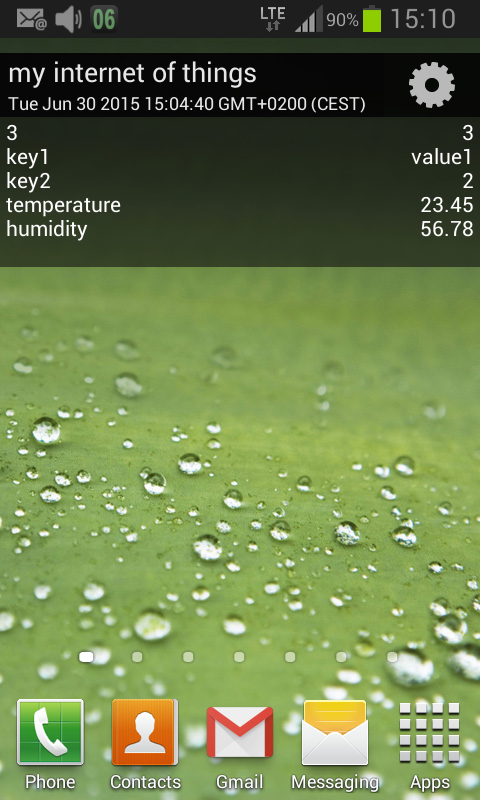 06 LTE 90% 15:10
my internet of things
Tue Jun 30 2015 15:04:40 GMT+0200 (CEST)
3 3
key1 value1
key2 2
temperature 23.45
humidity 56.78
Phone Contacts Gmail Messaging Apps